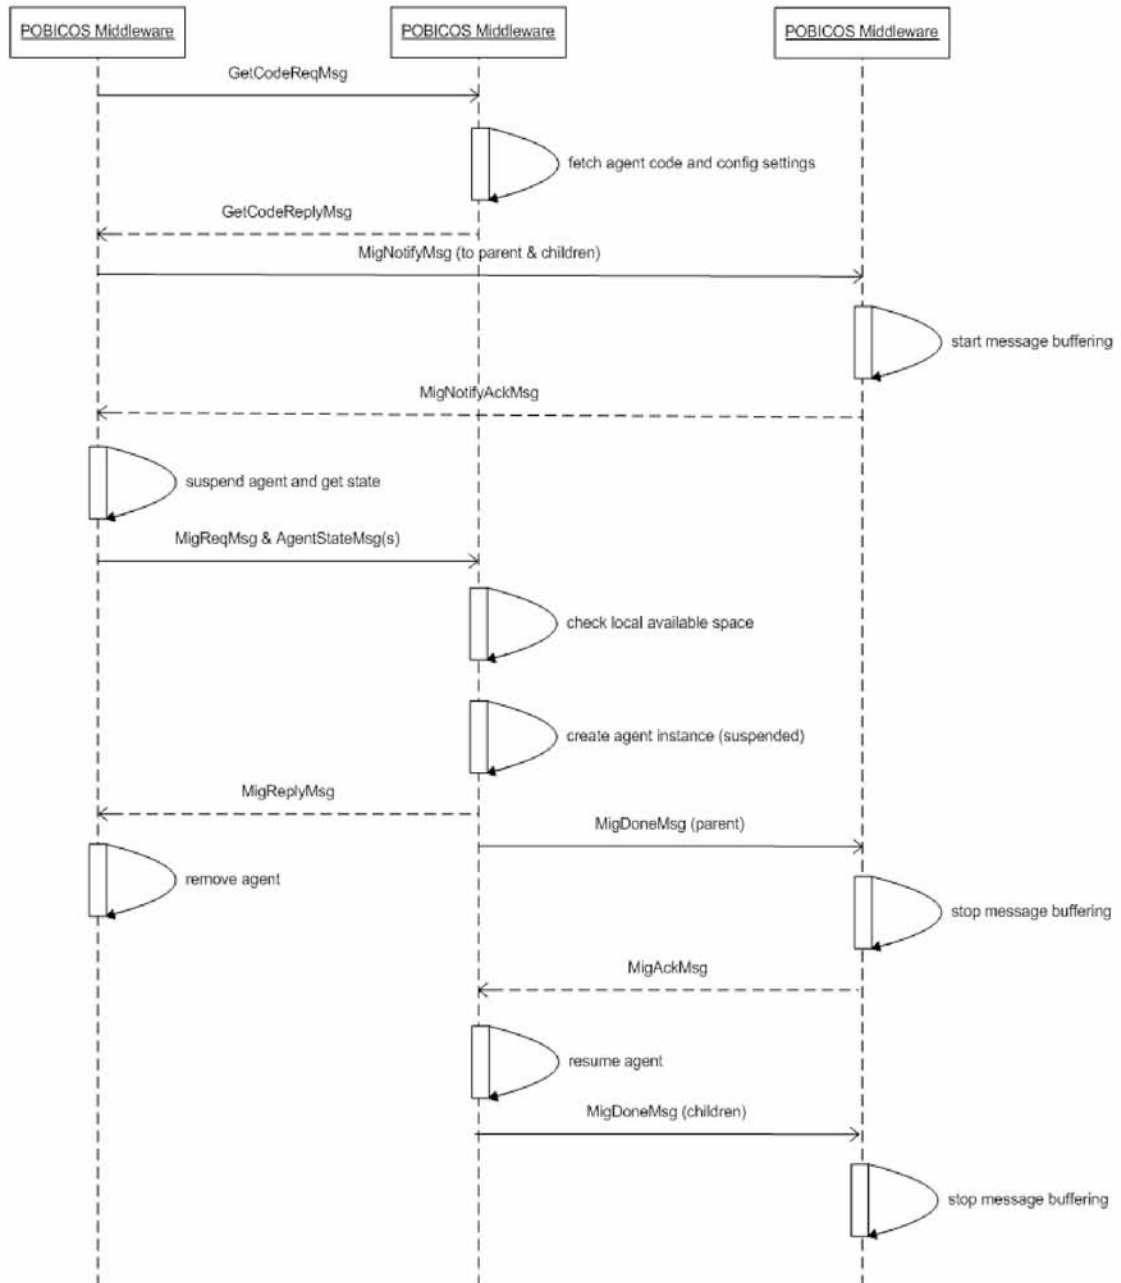 POBICOS Middleware
POBICOS Middleware
POBICOS Middleware
GetCodeReqMsg
fetch agent code and config settings
GetCodeReplyMsg
MigNotifyMsg (to parent & children)
start message buffering
MigNotifyAckMsg
suspend agent and get state
MigReqMsg & AgentStateMsg(s)
check local available space
create agent instance (suspended)
MigReplyMsg
MigDoneMsg (parent)
remove agent
stop message buffering
MigAckMsg
resume agent
MigDoneMsg (children)
stop message buffering